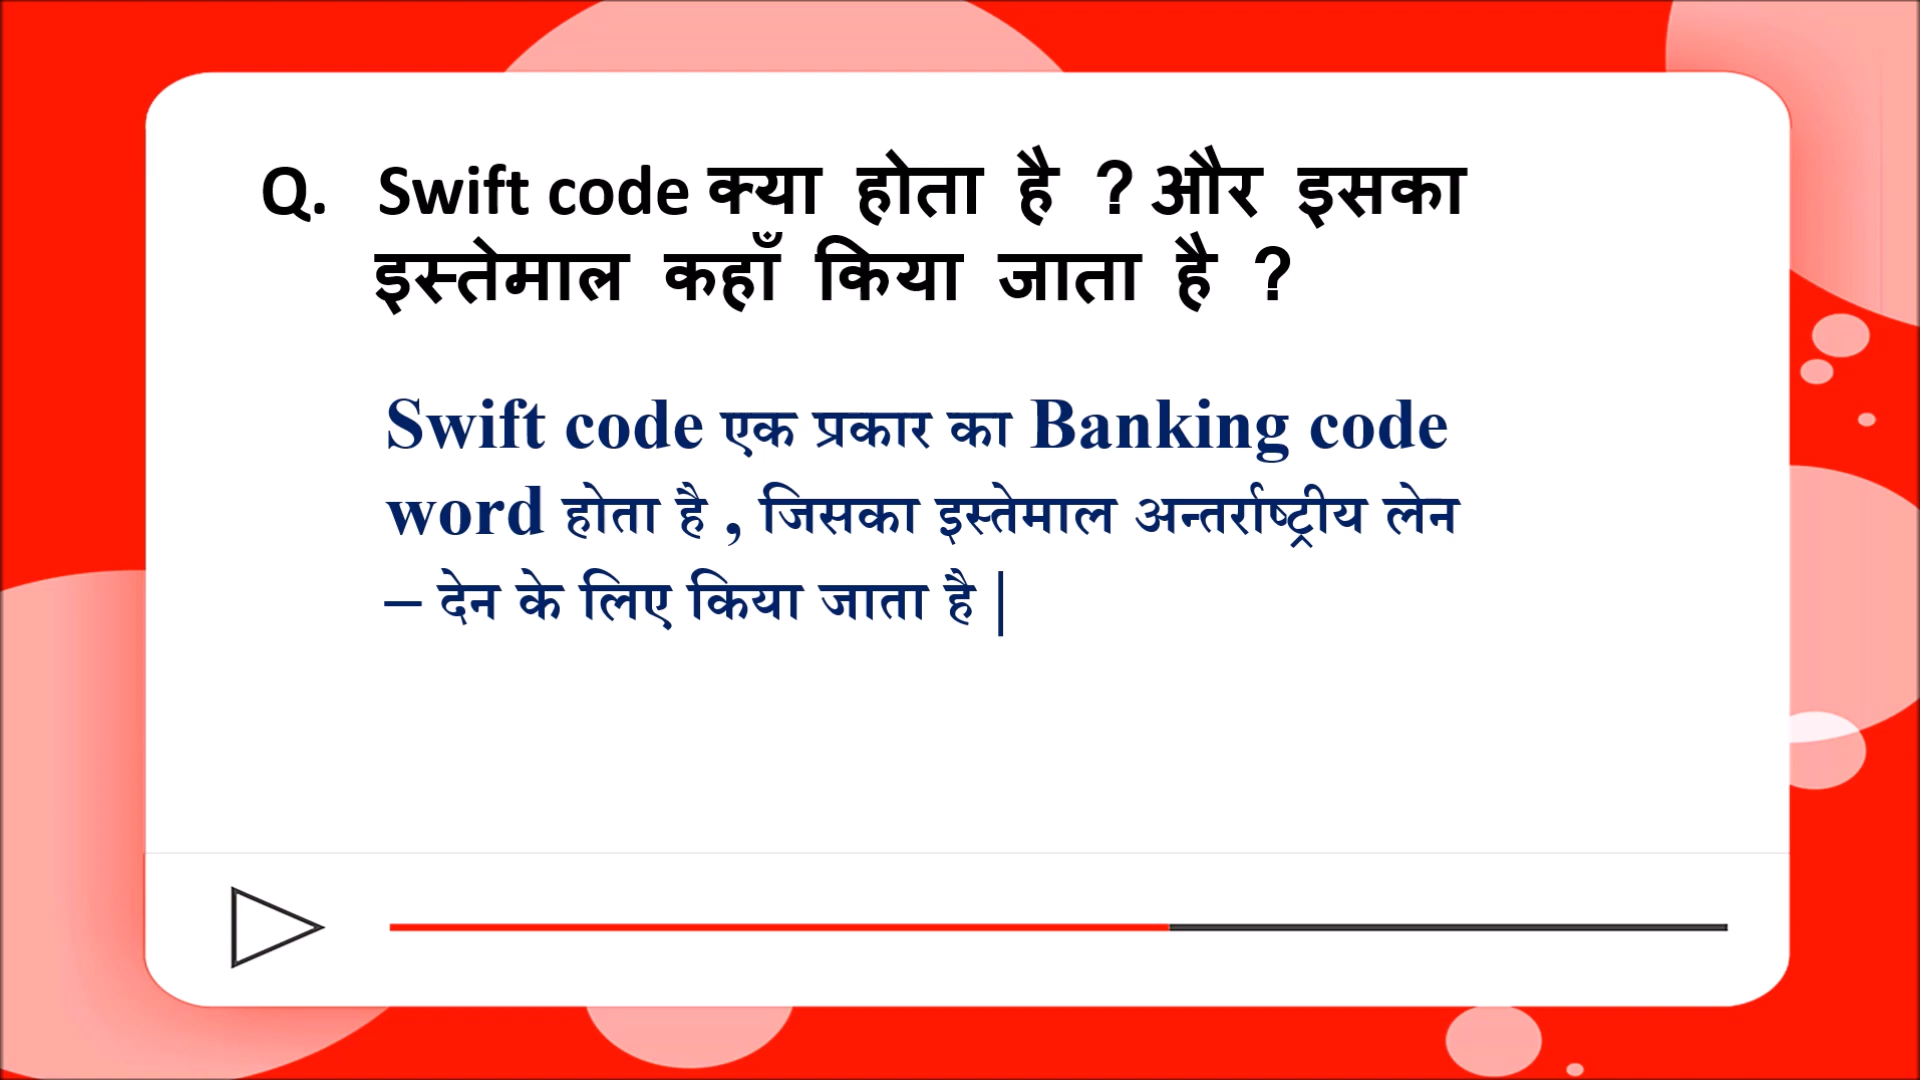 Q. Swift code क्या होता है ? और इसका
इस्तेमाल कहाँ किया जाता है ?
Swift code एक प्रकार का Banking code
word होता है , जिसका इस्तेमाल अन्तर्राष्ट्रीय लेन
– देन के लिए किया जाता है |